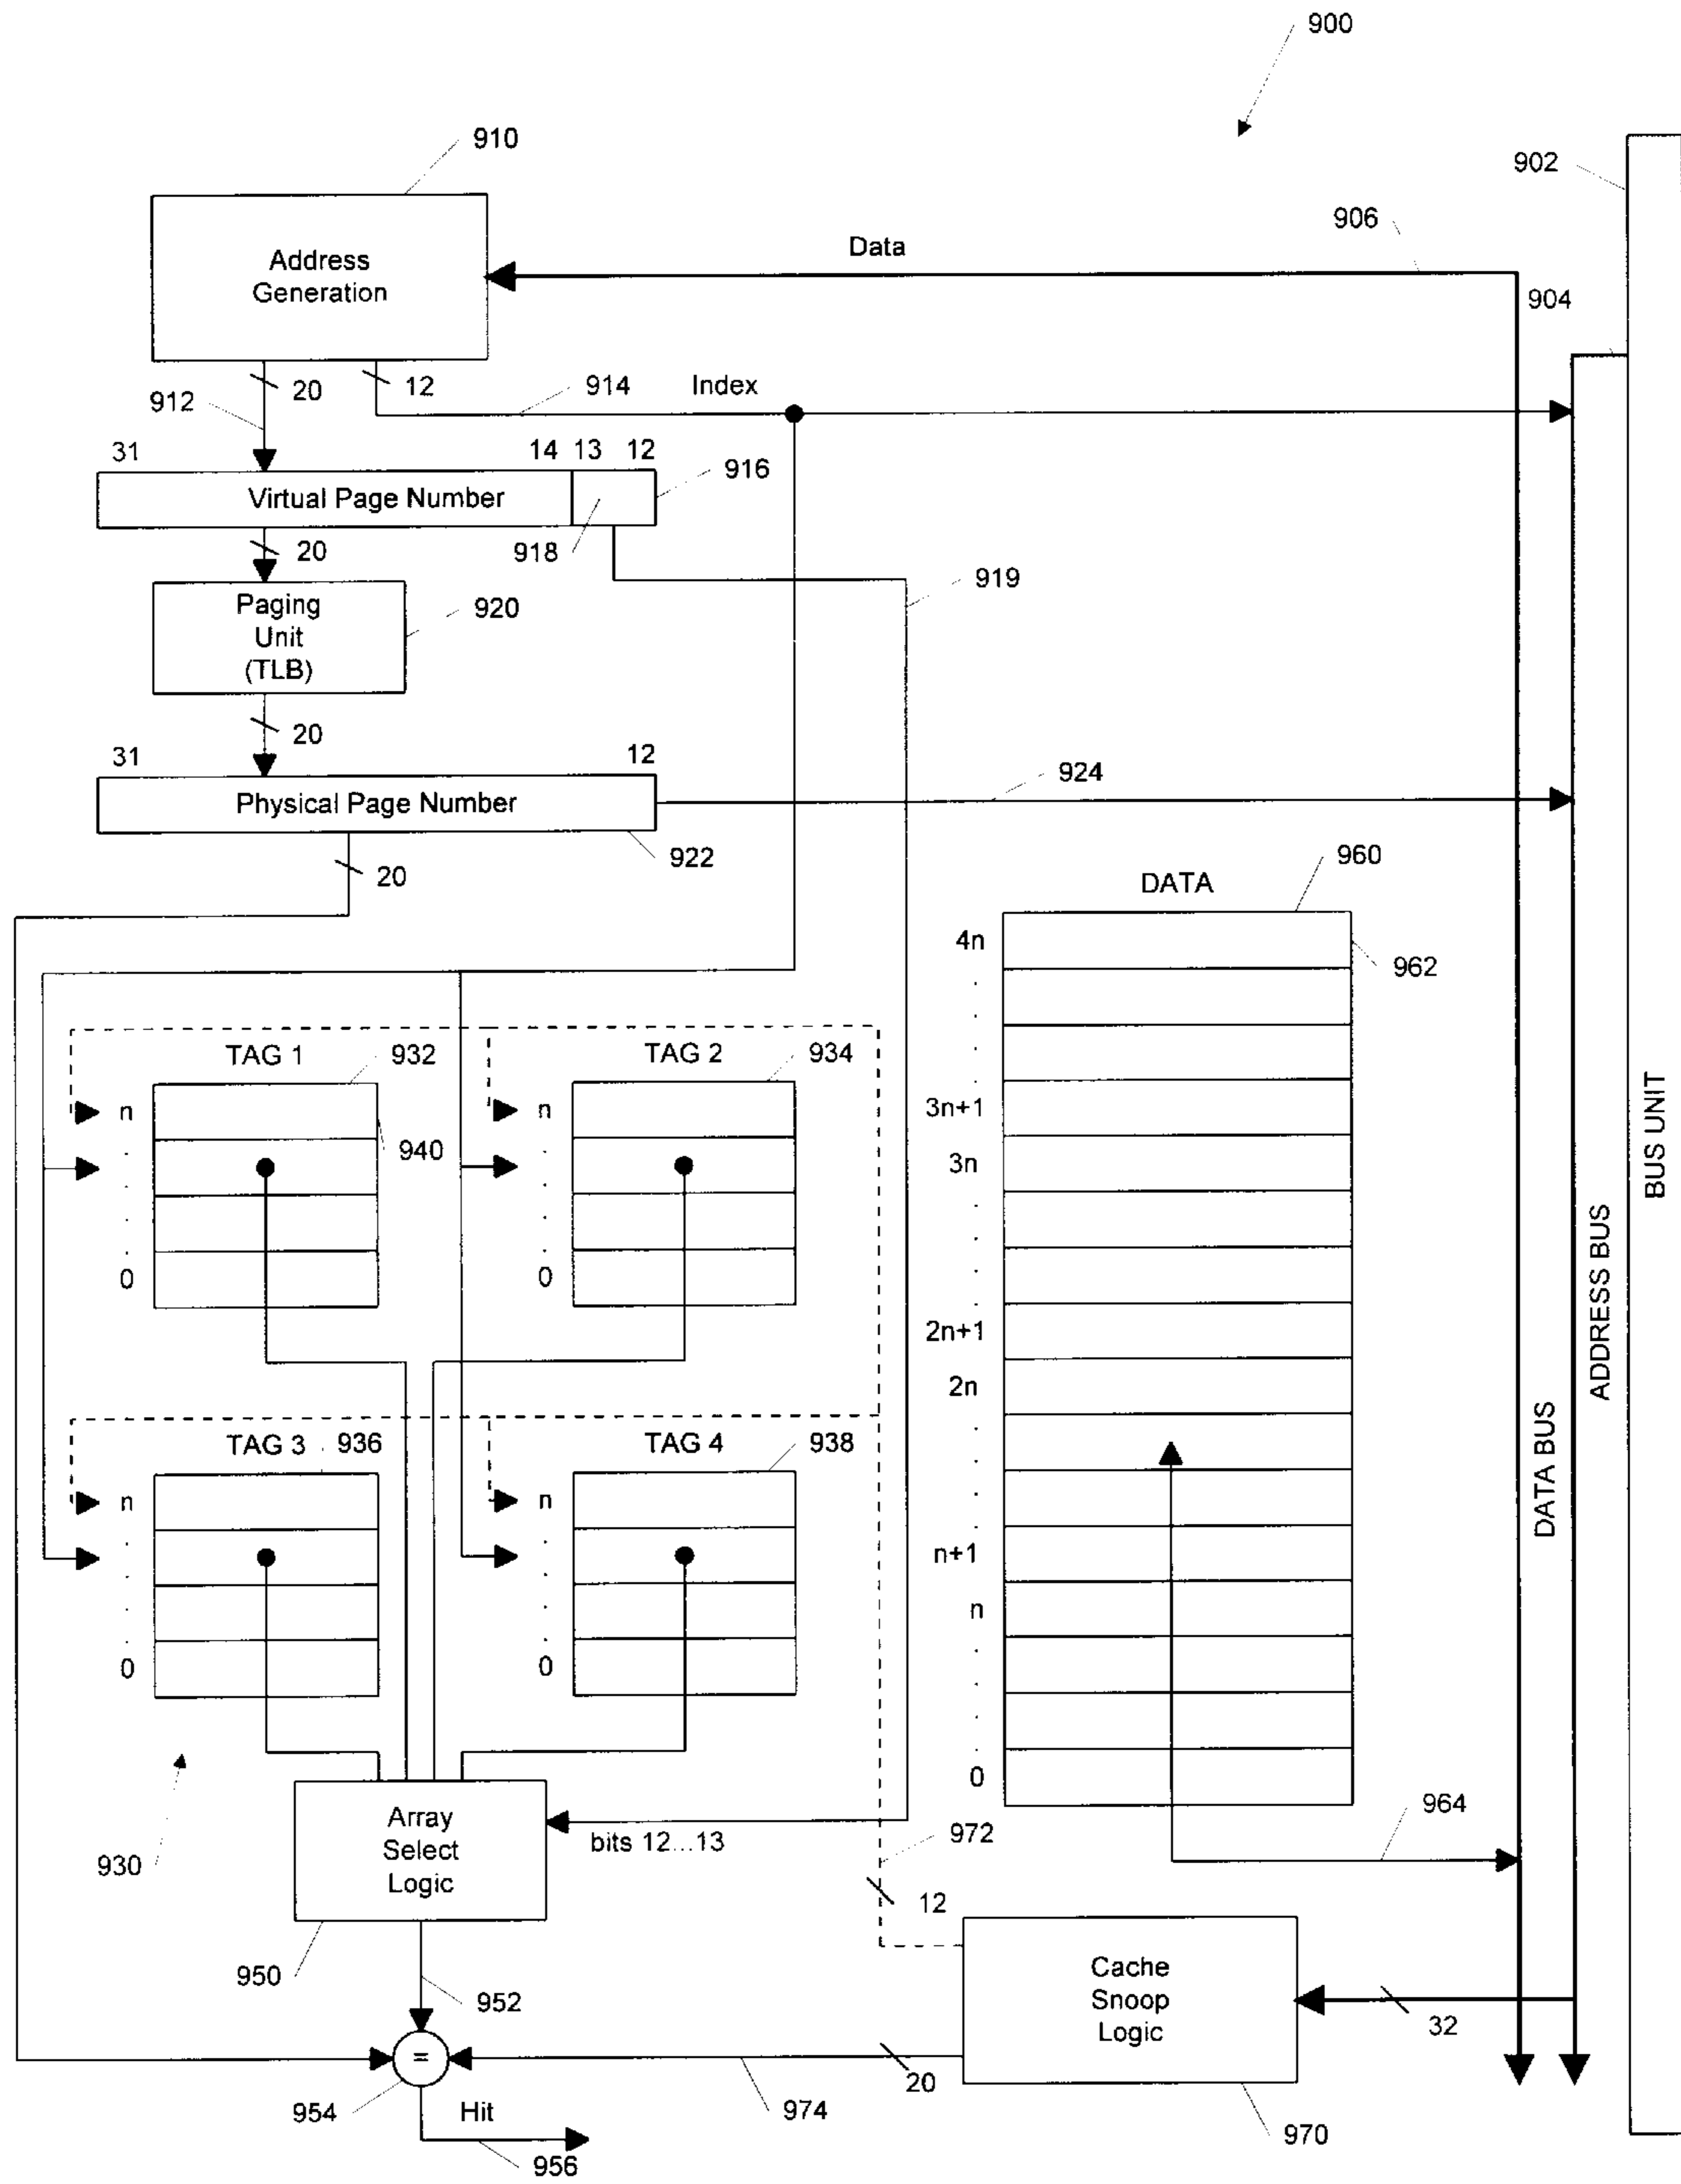 900
902
910
906
Data
Address
Generation
904
20
12
914
Index
912
31
14
13
12
916
Virtual Page Number
20
918
919
Paging
Unit
(TLB)
920
20
31
12
924
Physical Page Number
922
20
960
DATA
4n
962
TAG 1
932
TAG 2
934
n
n
940
3n+1
3n
0
0
2n+1
2n
BUS UNIT
ADDRESS BUS
DATA BUS
TAG 3
936
TAG 4
938
n
n
n+1
n
0
0
0
964
Array
Select
Logic
bits 12...13
972
930
12
950
952
Cache
Snoop
Logic
32
=
20
954
Hit
974
970
956